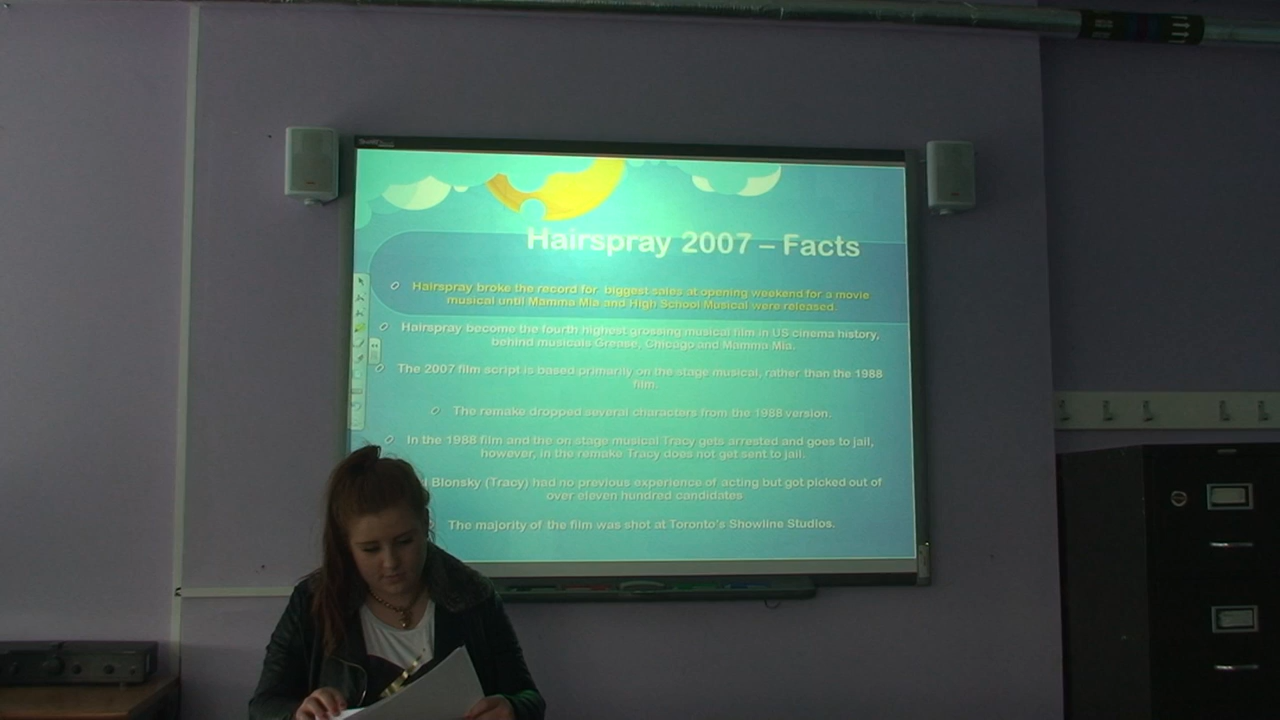 Hairspray 2007 – Facts
Hairspray broke the record for biggest sales at opening weekend for a movie
musical until Mamma Mia and High School Musical were released.
Hairspray become the fourth highest grossing musical film in US cinema history,
behind musicals Grease, Chicago and Mamma Mia.
The 2007 film script is based primarily on the stage musical, rather than the 1988
film.
The remake dropped several characters from the 1988 version.
In the 1988 film and the on stage musical Tracy gets arrested and goes to jail,
however, in the remake Tracy does not get sent to jail.
Blonsky (Tracy) had no previous experience of acting but got picked out of
over eleven hundred candidates
The majority of the film was shot at Toronto's Showline Studios.